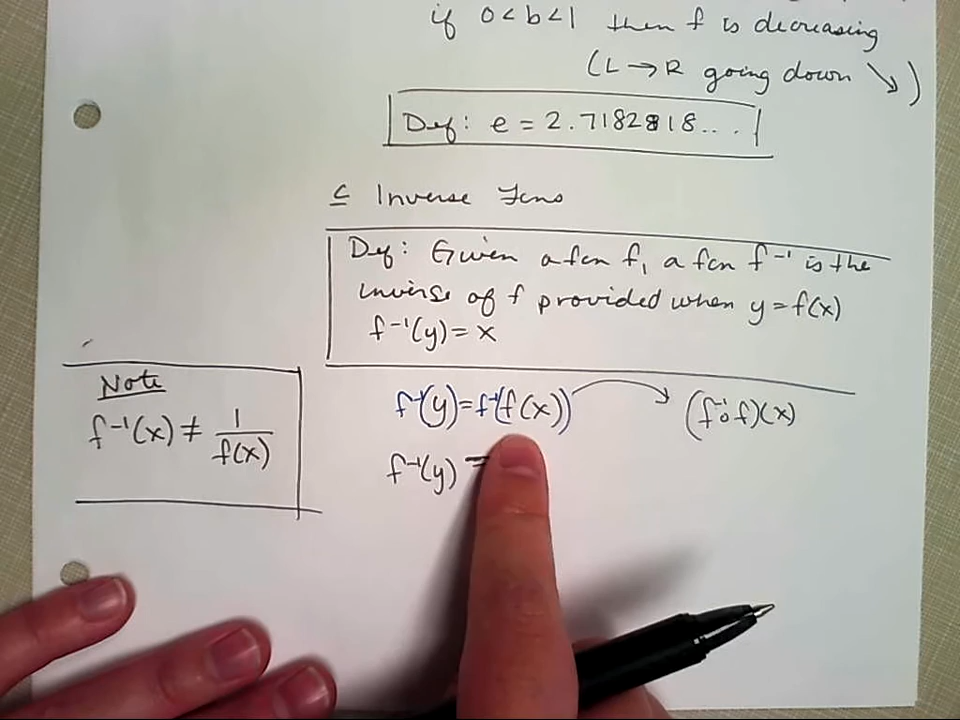 if 0 < b < 1 then f is decreasing
(L → R going down ↘)
Def: e = 2.7182818...
C Inverse Fcns
Def: Given a fcn f, a fcn f⁻¹ is the
inverse of f provided when y = f(x)
f⁻¹(y) = x
Note
f⁻¹(x) ≠ 1/f(x)
f⁻¹(y) = f⁻¹(f(x)) → (f⁻¹∘f)(x)
f⁻¹(y) =